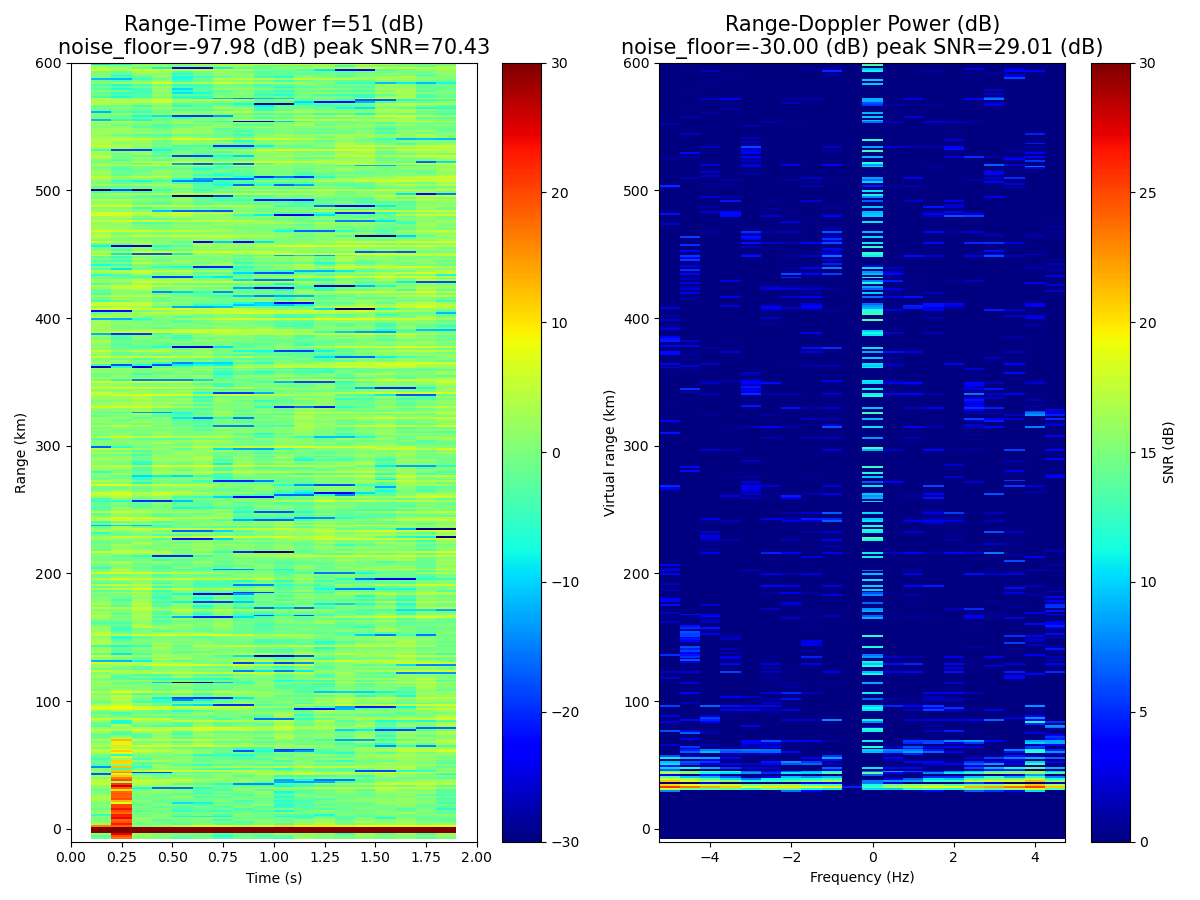 Range-Time Power f=51 (dB)
noise_floor=-97.98 (dB) peak SNR=70.43
600
500
400
300
200
100
0
Range (km)
0.00 0.25 0.50 0.75 1.00 1.25 1.50 1.75 2.00
Time (s)
30
20
10
0
−10
−20
−30
Range-Doppler Power (dB)
noise_floor=-30.00 (dB) peak SNR=29.01 (dB)
600
500
400
300
200
100
0
Virtual range (km)
−4 −2 0 2 4
Frequency (Hz)
30
25
20
15
10
5
0
SNR (dB)